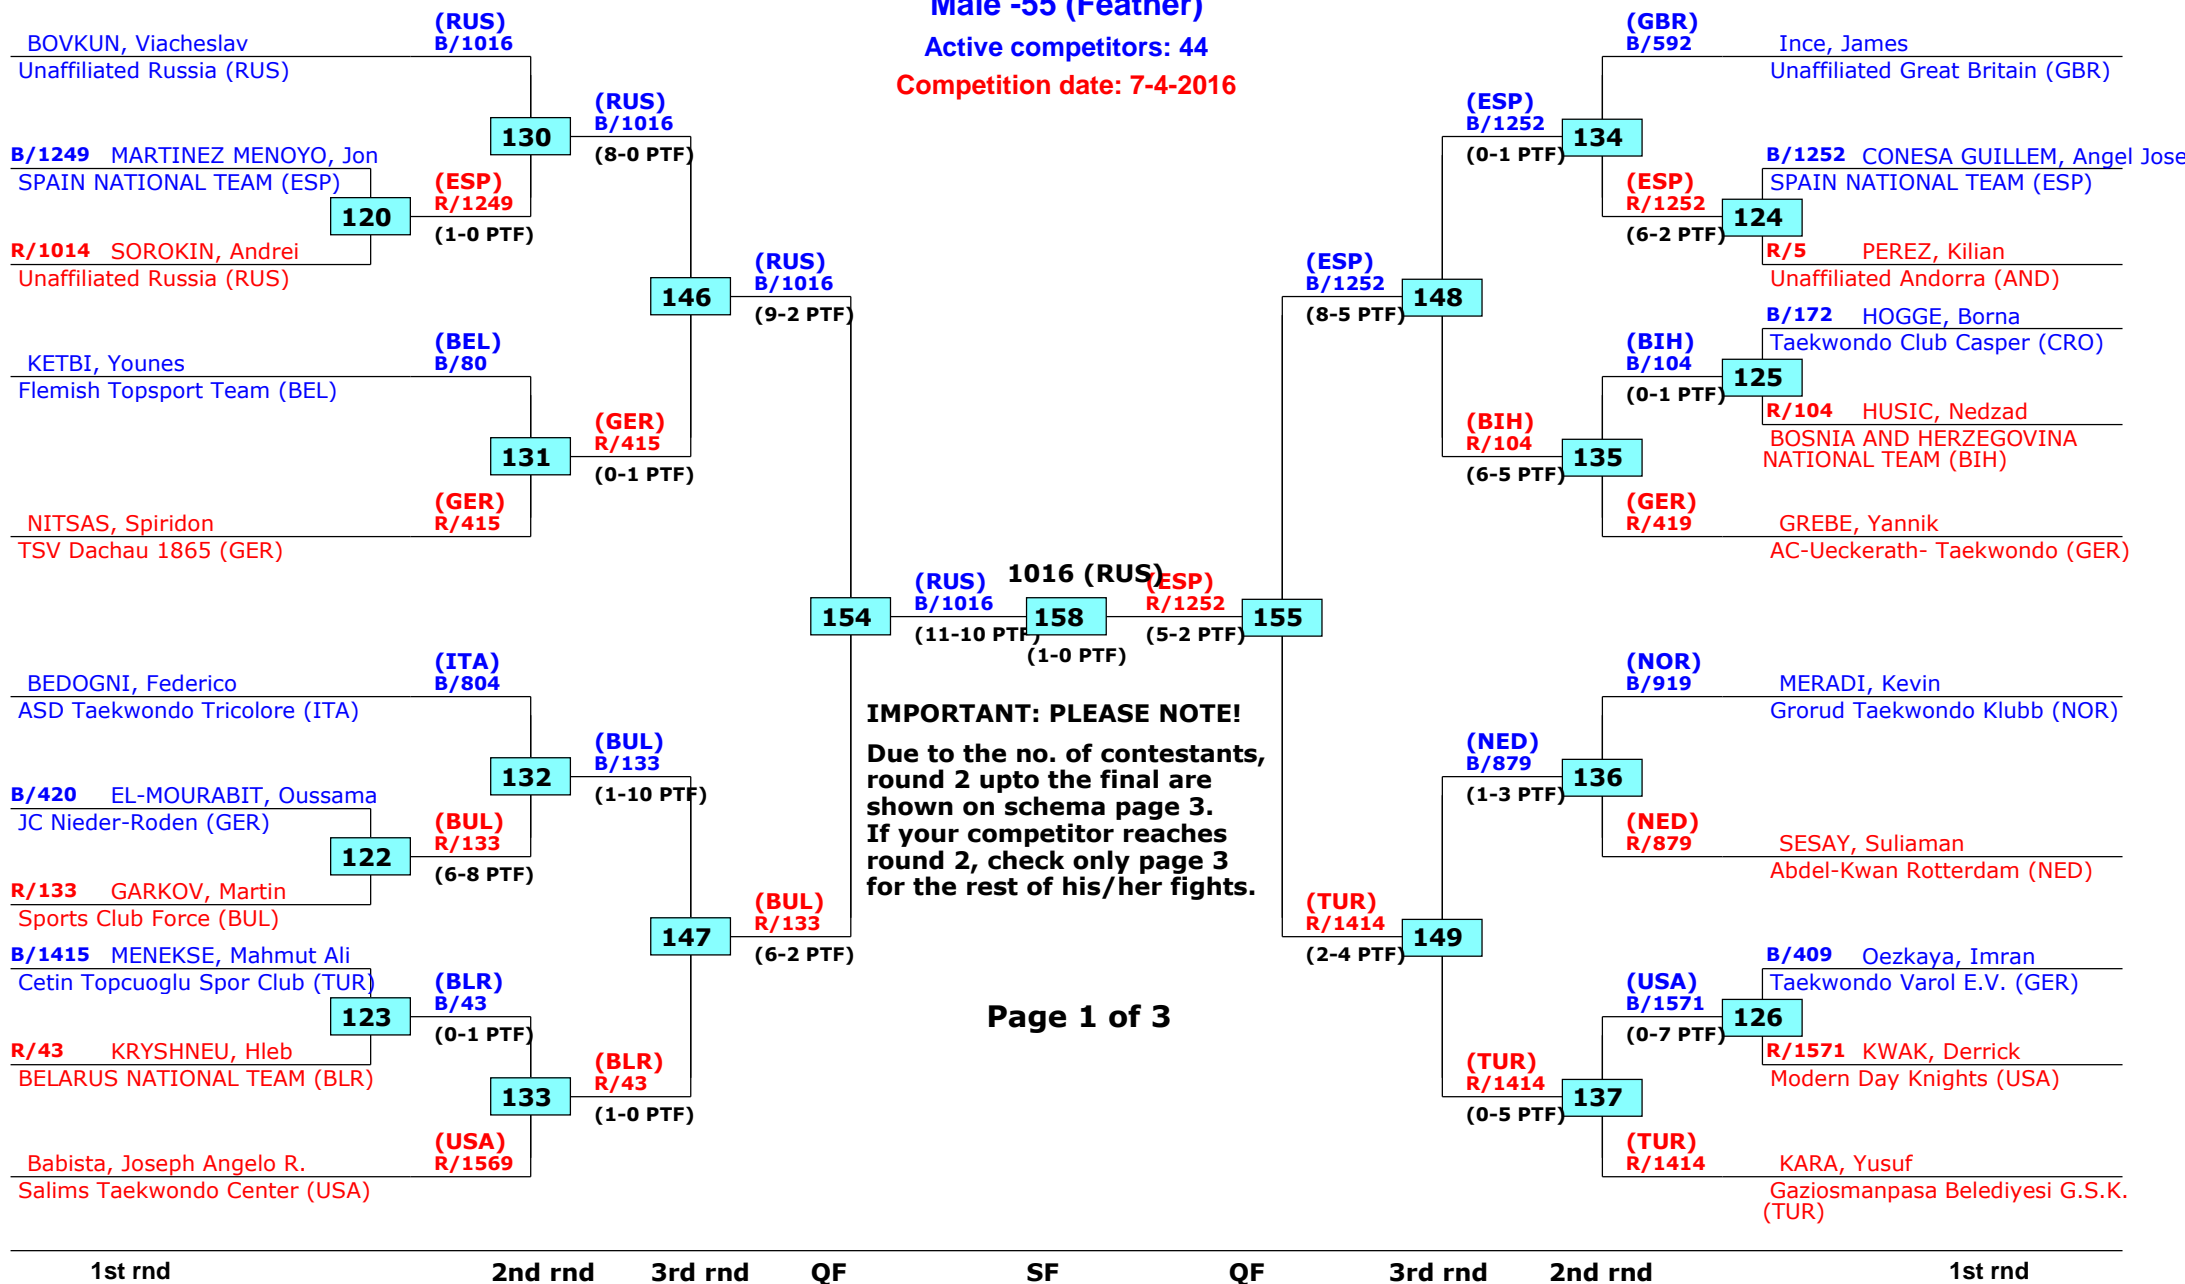 Male -55 (Feather)
Active competitors: 44
Competition date: 7-4-2016
BOVKUN, Viacheslav
Unaffiliated Russia (RUS)
(RUS)
B/1016
B/1249 MARTINEZ MENOYO, Jon
SPAIN NATIONAL TEAM (ESP)
120
R/1014 SOROKIN, Andrei
Unaffiliated Russia (RUS)
(ESP)
R/1249
(1-0 PTF)
130
(RUS)
B/1016
(8-0 PTF)
KETBI, Younes
Flemish Topsport Team (BEL)
(BEL)
B/80
131
NITSAS, Spiridon
TSV Dachau 1865 (GER)
(GER)
R/415
(GER)
R/415
(0-1 PTF)
146
(RUS)
B/1016
(9-2 PTF)
BEDOGNI, Federico
ASD Taekwondo Tricolore (ITA)
(ITA)
B/804
B/420 EL-MOURABIT, Oussama
JC Nieder-Roden (GER)
122
R/133 GARKOV, Martin
Sports Club Force (BUL)
(BUL)
R/133
(6-8 PTF)
132
(BUL)
B/133
(1-10 PTF)
B/1415 MENEKSE, Mahmut Ali
Cetin Topcuoglu Spor Club (TUR)
123
R/43 KRYSHNEU, Hleb
BELARUS NATIONAL TEAM (BLR)
(BLR)
B/43
(0-1 PTF)
133
Babista, Joseph Angelo R.
Salims Taekwondo Center (USA)
(USA)
R/1569
(BLR)
R/43
(1-0 PTF)
147
(BUL)
R/133
(6-2 PTF)
154
(RUS)
B/1016
(11-10 PTF)
1016 (RUS)
158
(1-0 PTF)
(ESP)
R/1252
(5-2 PTF)
155
IMPORTANT: PLEASE NOTE!
Due to the no. of contestants,
round 2 upto the final are
shown on schema page 3.
If your competitor reaches
round 2, check only page 3
for the rest of his/her fights.
Page 1 of 3
(GBR)
B/592
Ince, James
Unaffiliated Great Britain (GBR)
(ESP)
B/1252
(0-1 PTF)
134
(ESP)
R/1252
(6-2 PTF)
124
B/1252 CONESA GUILLEM, Angel Jose
SPAIN NATIONAL TEAM (ESP)
R/5 PEREZ, Kilian
Unaffiliated Andorra (AND)
(ESP)
B/1252
(8-5 PTF)
148
B/172 HOGGE, Borna
Taekwondo Club Casper (CRO)
(BIH)
B/104
(0-1 PTF)
125
R/104 HUSIC, Nedzad
BOSNIA AND HERZEGOVINA
NATIONAL TEAM (BIH)
(BIH)
R/104
(6-5 PTF)
135
(GER)
R/419
GREBE, Yannik
AC-Ueckerath- Taekwondo (GER)
(NOR)
B/919
MERADI, Kevin
Grorud Taekwondo Klubb (NOR)
(NED)
B/879
(1-3 PTF)
136
(NED)
R/879
SESAY, Suliaman
Abdel-Kwan Rotterdam (NED)
(TUR)
R/1414
(2-4 PTF)
149
B/409 Oezkaya, Imran
Taekwondo Varol E.V. (GER)
(USA)
B/1571
(0-7 PTF)
126
R/1571 KWAK, Derrick
Modern Day Knights (USA)
(TUR)
R/1414
(0-5 PTF)
137
(TUR)
R/1414
KARA, Yusuf
Gaziosmanpasa Belediyesi G.S.K.
(TUR)
1st rnd 2nd rnd 3rd rnd QF SF QF 3rd rnd 2nd rnd 1st rnd